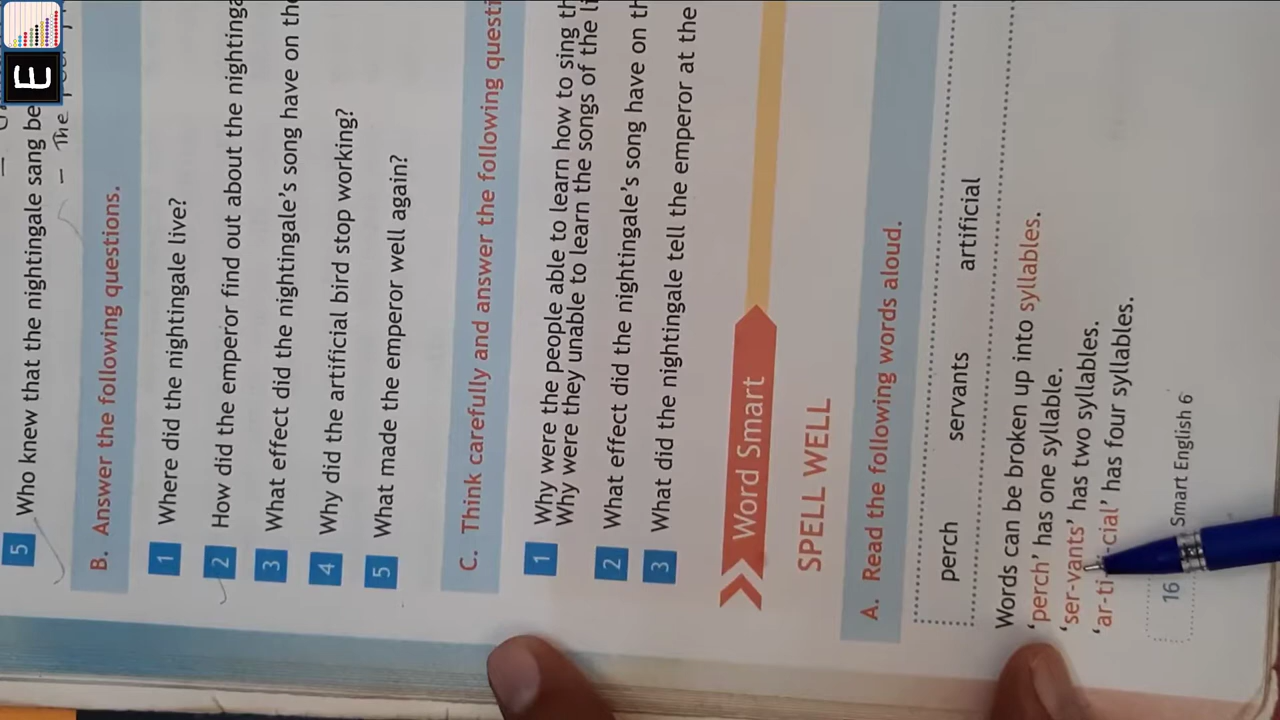 5 Who knew that the nightingale sang be
– The
B. Answer the following questions.
1 Where did the nightingale live?
2 How did the emperor find out about the nightinga
3 What effect did the nightingale's song have on the
4 Why did the artificial bird stop working?
5 What made the emperor well again?
C. Think carefully and answer the following questi
1 Why were the people able to learn how to sing th
Why were they unable to learn the songs of the li
2 What effect did the nightingale's song have on th
3 What did the nightingale tell the emperor at the
Word Smart
SPELL WELL
A. Read the following words aloud.
perch servants artificial
Words can be broken up into syllables.
'perch' has one syllable.
'ser-vants' has two syllables.
'ar-ti-cial' has four syllables.
16 Smart English 6
E